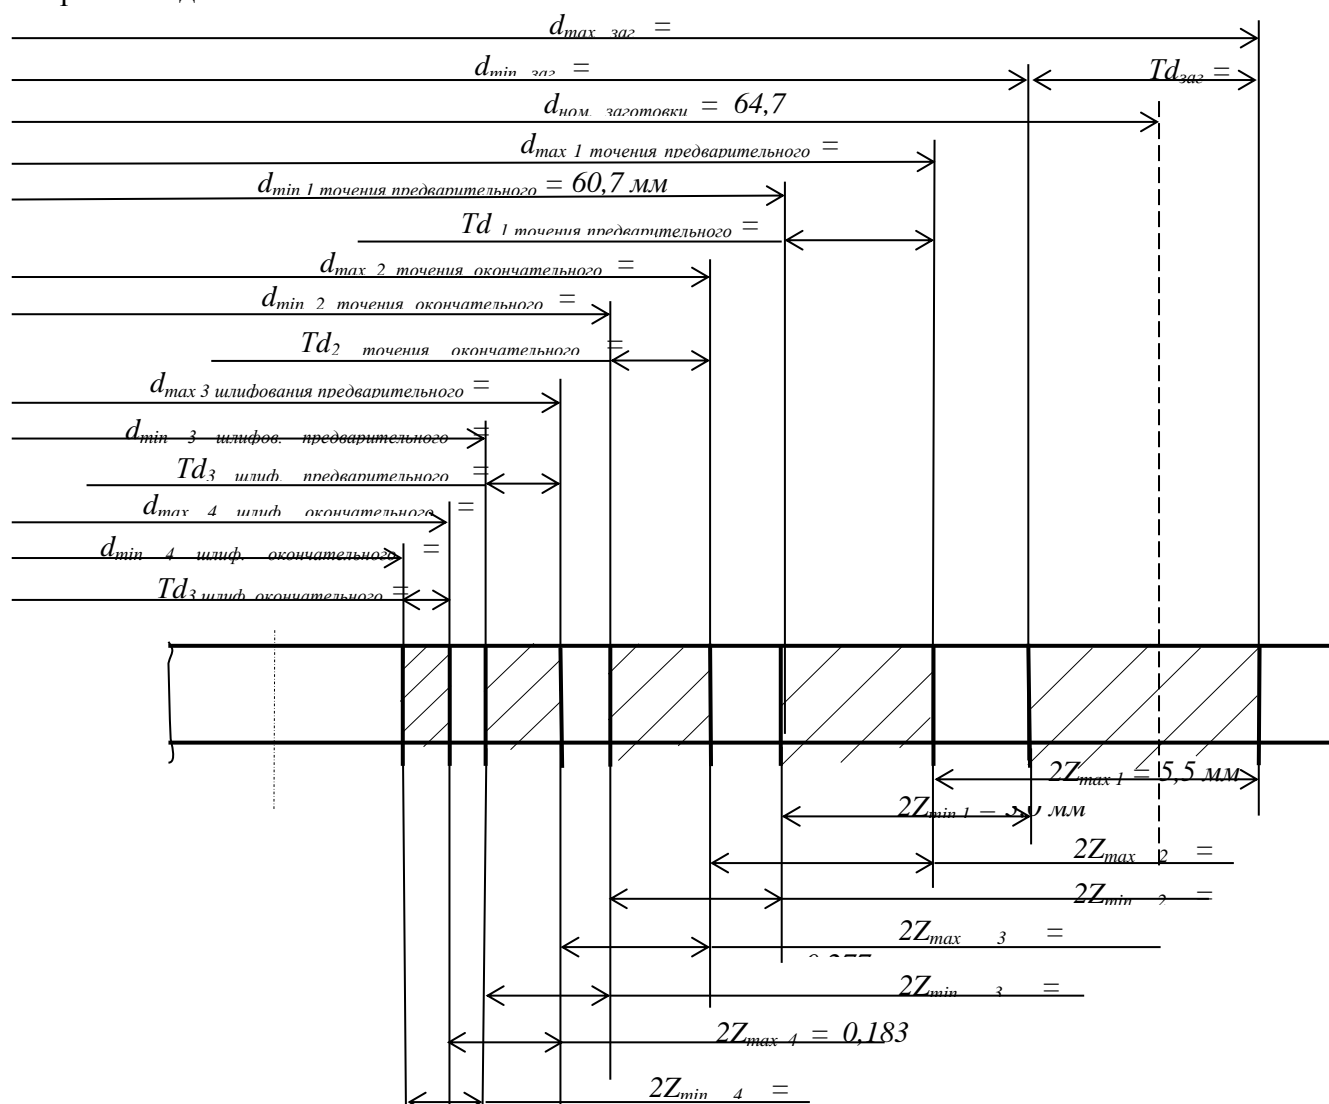 d_max заг =
d_min заг =
Td_заг =
d_ном. заготовки = 64,7
d_max 1 точения предварительного =
d_min 1 точения предварительного = 60,7 мм
Td 1 точения предварительного =
d_max 2 точения окончательного =
d_min 2 точения окончательного =
Td_2 точения окончательного =
d_max 3 шлифования предварительного =
d_min 3 шлифов. предварительного =
Td_3 шлиф. предварительного =
d_max 4 шлиф. окончательного =
d_min 4 шлиф. окончательного =
Td_3 шлиф. окончательного =
2Z_max 1 = 5,5 мм
2Z_min 1 = мм
2Z_max 2 =
2Z_min 2 =
2Z_max 3 =
2Z_min 3 =
2Z_max 4 = 0,183
2Z_min 4 =